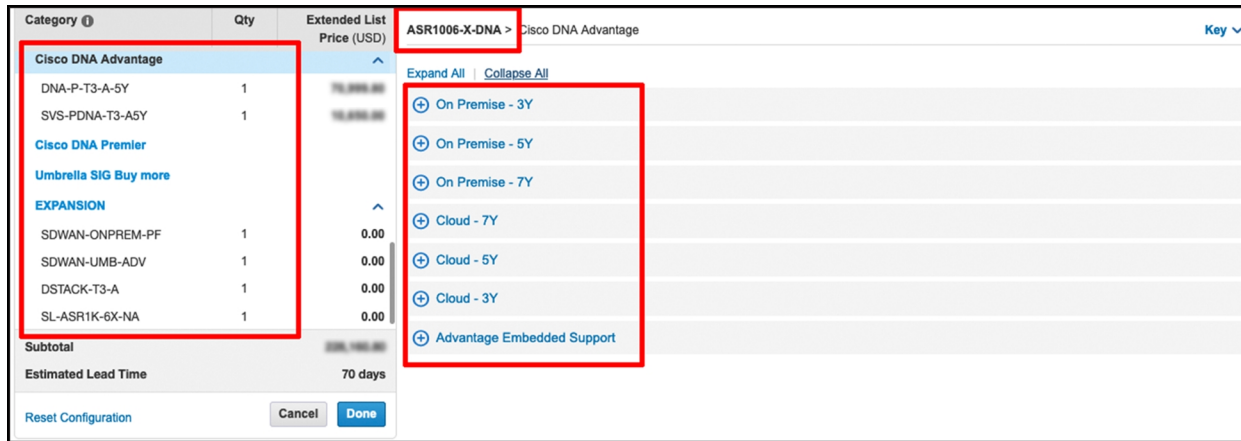 Category Qty Extended List
Price (USD)
Cisco DNA Advantage
DNA-P-T3-A-5Y 1
SVS-PDNA-T3-A5Y 1
Cisco DNA Premier
Umbrella SIG Buy more
EXPANSION
SDWAN-ONPREM-PF 1 0.00
SDWAN-UMB-ADV 1 0.00
DSTACK-T3-A 1 0.00
SL-ASR1K-6X-NA 1 0.00
Subtotal
Estimated Lead Time 70 days
Reset Configuration Cancel Done
ASR1006-X-DNA > Cisco DNA Advantage Key
Expand All | Collapse All
On Premise - 3Y
On Premise - 5Y
On Premise - 7Y
Cloud - 7Y
Cloud - 5Y
Cloud - 3Y
Advantage Embedded Support